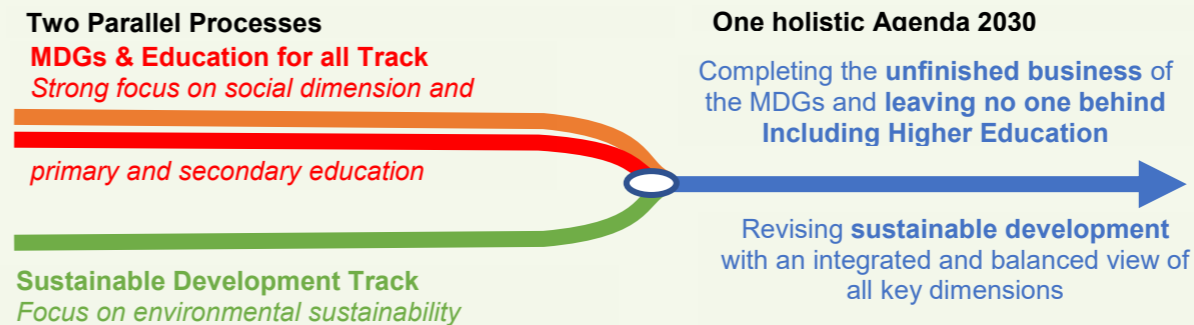 Two Parallel Processes
MDGs & Education for all Track
Strong focus on social dimension and
primary and secondary education
Sustainable Development Track
Focus on environmental sustainability
One holistic Agenda 2030
Completing the unfinished business of
the MDGs and leaving no one behind
Including Higher Education
Revising sustainable development
with an integrated and balanced view of
all key dimensions